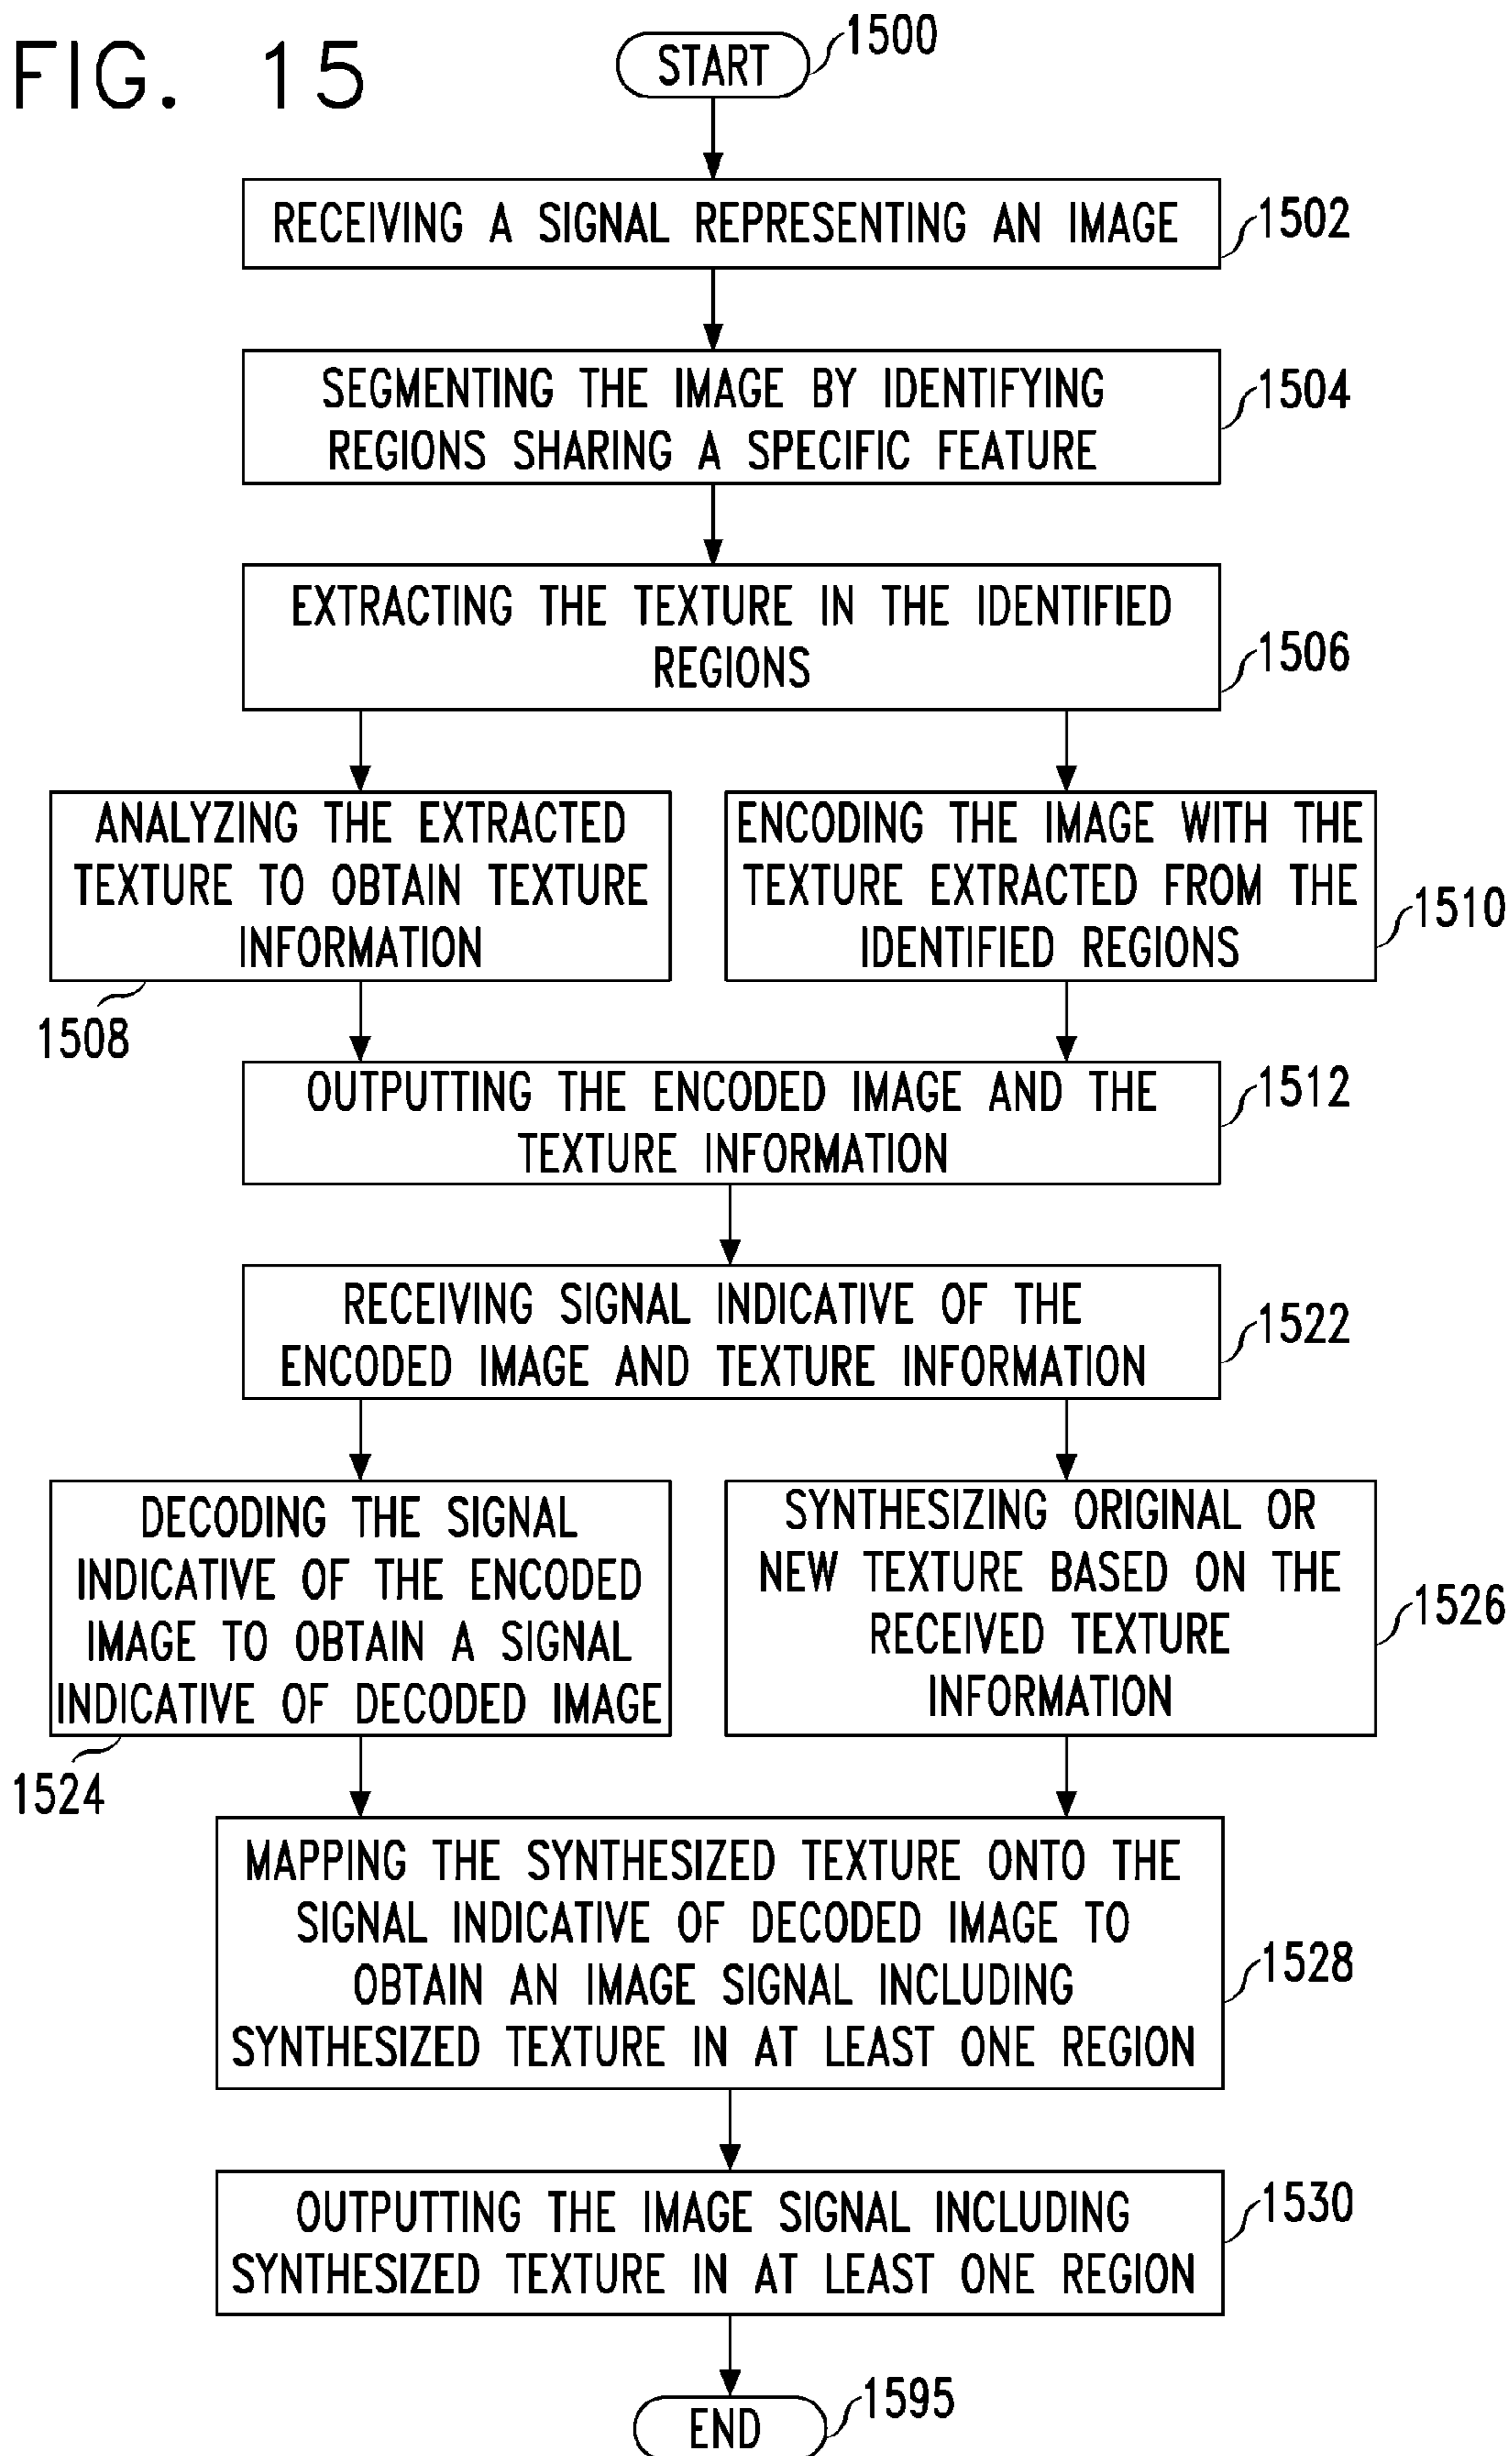 FIG. 15
START
1500
RECEIVING A SIGNAL REPRESENTING AN IMAGE
1502
SEGMENTING THE IMAGE BY IDENTIFYING
REGIONS SHARING A SPECIFIC FEATURE
1504
EXTRACTING THE TEXTURE IN THE IDENTIFIED
REGIONS
1506
ANALYZING THE EXTRACTED
TEXTURE TO OBTAIN TEXTURE
INFORMATION
1508
ENCODING THE IMAGE WITH THE
TEXTURE EXTRACTED FROM THE
IDENTIFIED REGIONS
1510
OUTPUTTING THE ENCODED IMAGE AND THE
TEXTURE INFORMATION
1512
RECEIVING SIGNAL INDICATIVE OF THE
ENCODED IMAGE AND TEXTURE INFORMATION
1522
DECODING THE SIGNAL
INDICATIVE OF THE ENCODED
IMAGE TO OBTAIN A SIGNAL
INDICATIVE OF DECODED IMAGE
1524
SYNTHESIZING ORIGINAL OR
NEW TEXTURE BASED ON THE
RECEIVED TEXTURE
INFORMATION
1526
MAPPING THE SYNTHESIZED TEXTURE ONTO THE
SIGNAL INDICATIVE OF DECODED IMAGE TO
OBTAIN AN IMAGE SIGNAL INCLUDING
SYNTHESIZED TEXTURE IN AT LEAST ONE REGION
1528
OUTPUTTING THE IMAGE SIGNAL INCLUDING
SYNTHESIZED TEXTURE IN AT LEAST ONE REGION
1530
END
1595